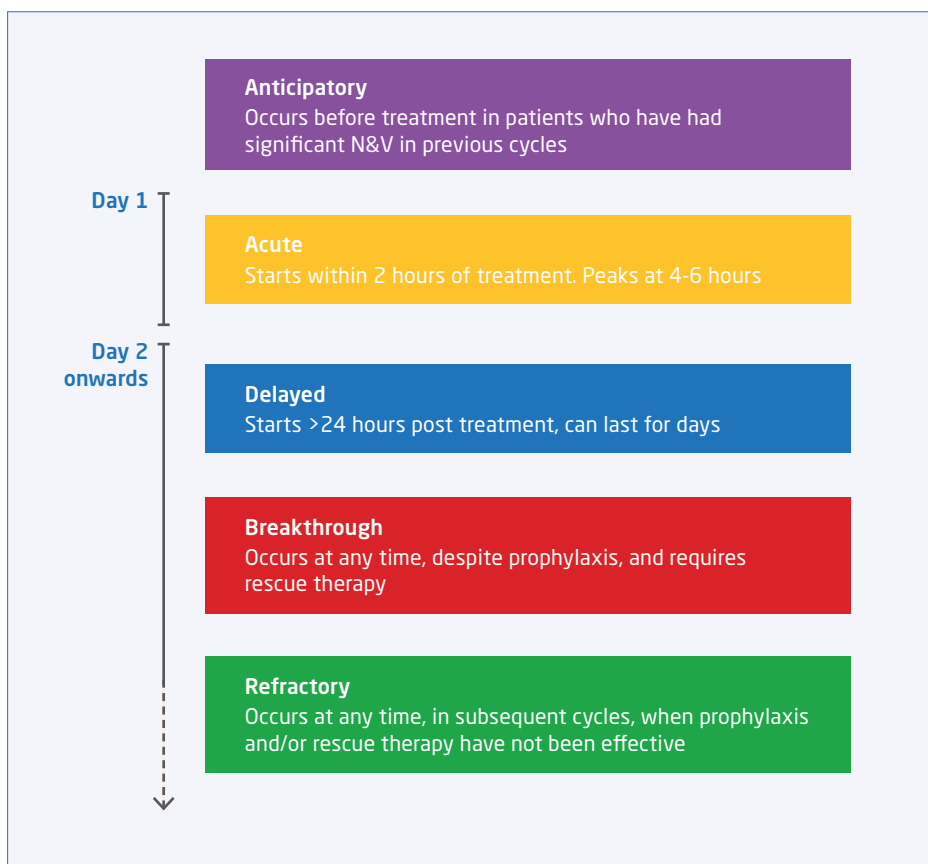 Anticipatory
Occurs before treatment in patients who have had
significant N&V in previous cycles
Day 1
Acute
Starts within 2 hours of treatment. Peaks at 4-6 hours
Day 2
onwards
Delayed
Starts >24 hours post treatment, can last for days
Breakthrough
Occurs at any time, despite prophylaxis, and requires
rescue therapy
Refractory
Occurs at any time, in subsequent cycles, when prophylaxis
and/or rescue therapy have not been effective